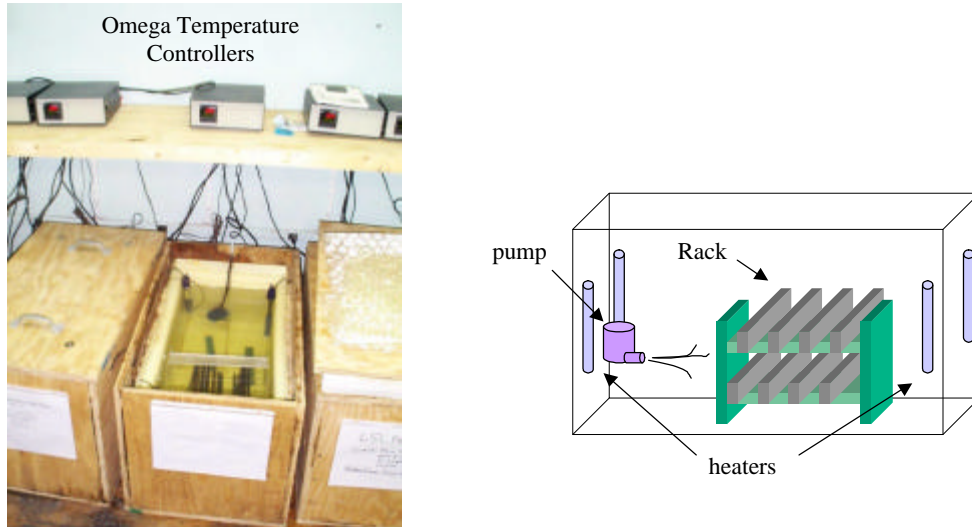 Omega Temperature
Controllers
pump
Rack
heaters